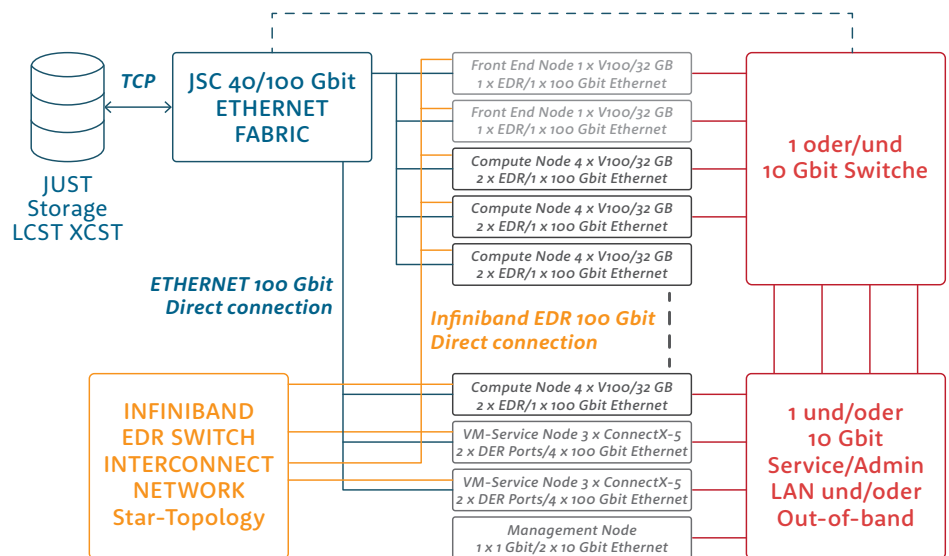 TCP
JSC 40/100 Gbit
ETHERNET
FABRIC
JUST
Storage
LCST XCST
Front End Node 1 x V100/32 GB
1 x EDR/1 x 100 Gbit Ethernet
Front End Node 1 x V100/32 GB
1 x EDR/1 x 100 Gbit Ethernet
Compute Node 4 x V100/32 GB
2 x EDR/1 x 100 Gbit Ethernet
Compute Node 4 x V100/32 GB
2 x EDR/1 x 100 Gbit Ethernet
Compute Node 4 x V100/32 GB
2 x EDR/1 x 100 Gbit Ethernet
1 oder/und
10 Gbit Switche
ETHERNET 100 Gbit
Direct connection
Infiniband EDR 100 Gbit
Direct connection
INFINIBAND
EDR SWITCH
INTERCONNECT
NETWORK
Star-Topology
Compute Node 4 x V100/32 GB
2 x EDR/1 x 100 Gbit Ethernet
VM-Service Node 3 x ConnectX-5
2 x DER Ports/4 x 100 Gbit Ethernet
VM-Service Node 3 x ConnectX-5
2 x DER Ports/4 x 100 Gbit Ethernet
Management Node
1 x 1 Gbit/2 x 10 Gbit Ethernet
1 und/oder
10 Gbit
Service/Admin
LAN und/oder
Out-of-band